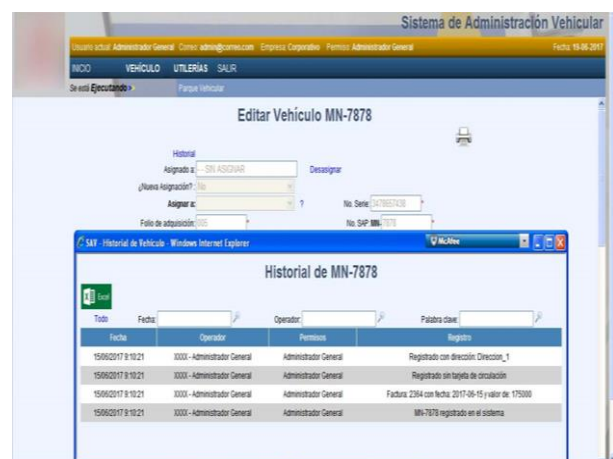 Sistema de Administración Vehicular
Usuario actual: Administrador General Correo: admin@correo.com Empresa: Corporativo Permiso: Administrador General Fecha: 19-06-2017
INICIO VEHÍCULO UTILERÍAS SALIR
Se está Ejecutando Parque Vehicular
Editar Vehículo MN-7878
Historial
Asignado a: --- SIN ASIGNAR Desasignar
¿Nueva Asignación? : No
Asignar a: ? No. Serie: *
Folio de adquisición: 005 * No. SAP: MN- 7878 *
SAV - Historial de Vehículo - Windows Internet Explorer McAfee
Historial de MN-7878
Excel
Todo Fecha: Operador: Palabra clave:
Fecha Operador Permisos Registro
15/06/2017 9:10:21 XXXX - Administrador General Administrador General Registrado con dirección: Direccion_1
15/06/2017 9:10:21 XXXX - Administrador General Administrador General Registrado sin tarjeta de circulación
15/06/2017 9:10:21 XXXX - Administrador General Administrador General Factura: 2364 con fecha: 2017-06-15 y valor de: 175000
15/06/2017 9:10:21 XXXX - Administrador General Administrador General MN-7878 registrado en el sistema